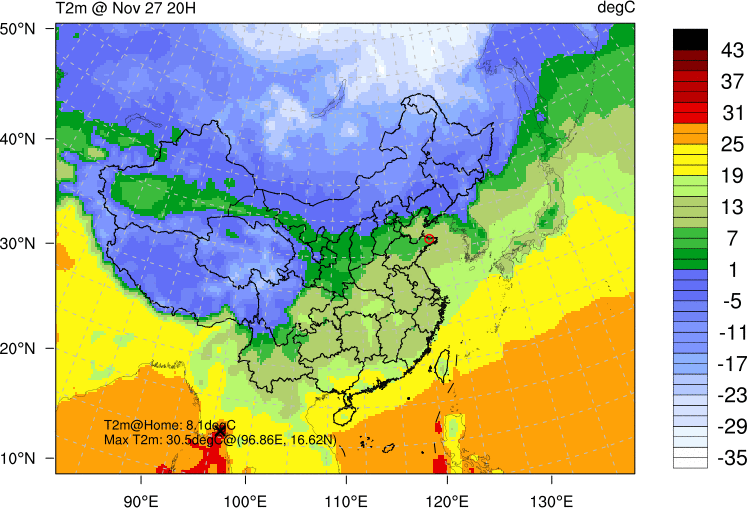 T2m @ Nov 27 20H
degC
50°N
40°N
30°N
20°N
10°N
T2m@Home: 8.1degC
Max T2m: 30.5degC@(96.86E, 16.62N)
90°E
100°E
110°E
120°E
130°E
43
37
31
25
19
13
7
1
-5
-11
-17
-23
-29
-35